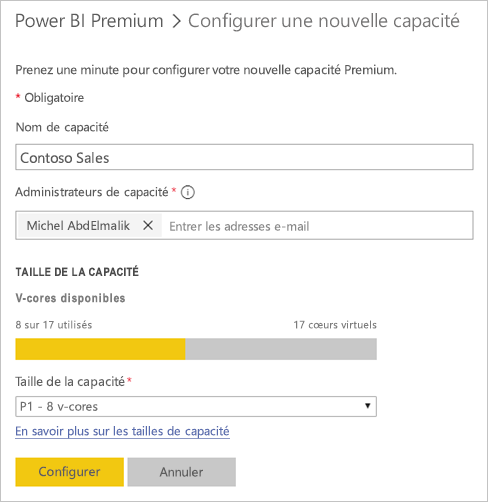 Power BI Premium > Configurer une nouvelle capacité
Prenez une minute pour configurer votre nouvelle capacité Premium.
* Obligatoire
Nom de capacité
Contoso Sales
Administrateurs de capacité *
Michel AbdElmalik × Entrer les adresses e-mail
TAILLE DE LA CAPACITÉ
V-cores disponibles
8 sur 17 utilisés 17 cœurs virtuels
Taille de la capacité *
P1 - 8 v-cores
En savoir plus sur les tailles de capacité
Configurer Annuler